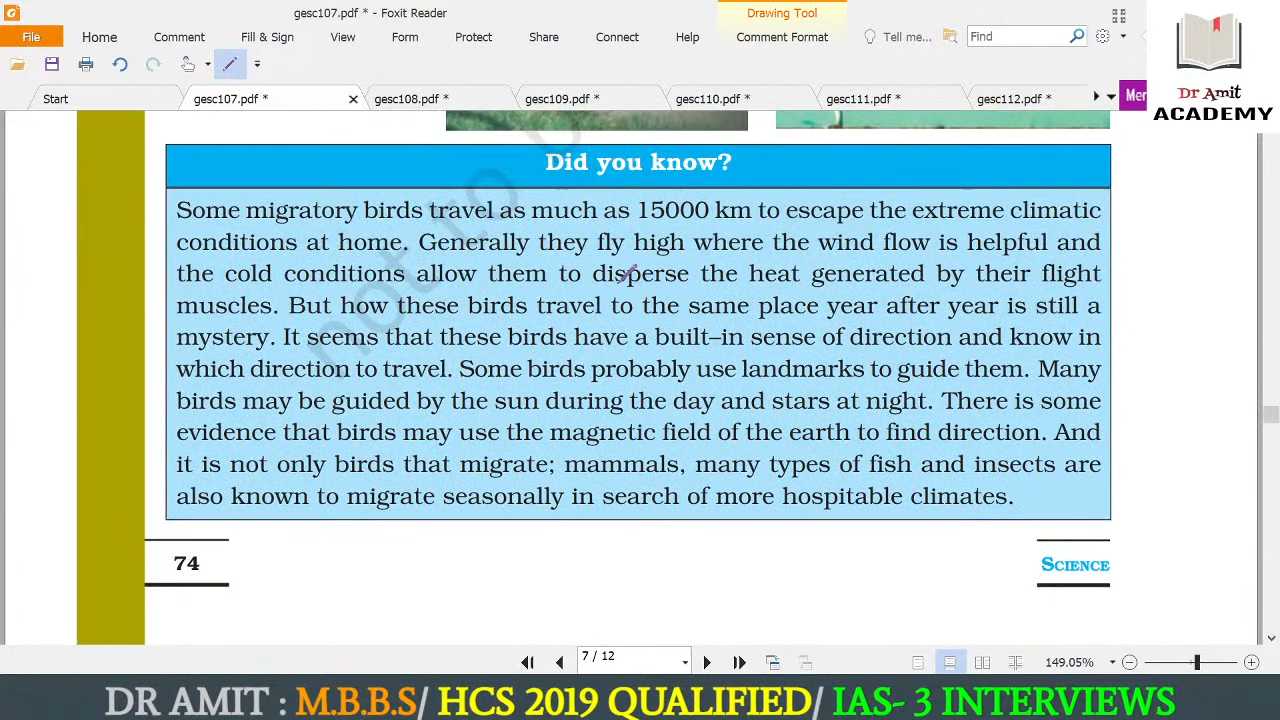 gesc107.pdf * - Foxit Reader
Drawing Tool
File Home Comment Fill & Sign View Form Protect Share Connect Help Comment Format Tell me... Find
Start gesc107.pdf * gesc108.pdf * gesc109.pdf * gesc110.pdf * gesc111.pdf * gesc112.pdf * Mer
Dr Amit
ACADEMY
not to b
Did you know?
Some migratory birds travel as much as 15000 km to escape the extreme climatic
conditions at home. Generally they fly high where the wind flow is helpful and
the cold conditions allow them to disperse the heat generated by their flight
muscles. But how these birds travel to the same place year after year is still a
mystery. It seems that these birds have a built–in sense of direction and know in
which direction to travel. Some birds probably use landmarks to guide them. Many
birds may be guided by the sun during the day and stars at night. There is some
evidence that birds may use the magnetic field of the earth to find direction. And
it is not only birds that migrate; mammals, many types of fish and insects are
also known to migrate seasonally in search of more hospitable climates.
74
SCIENCE
7 / 12
149.05%
DR AMIT : M.B.B.S/ HCS 2019 QUALIFIED/ IAS- 3 INTERVIEWS